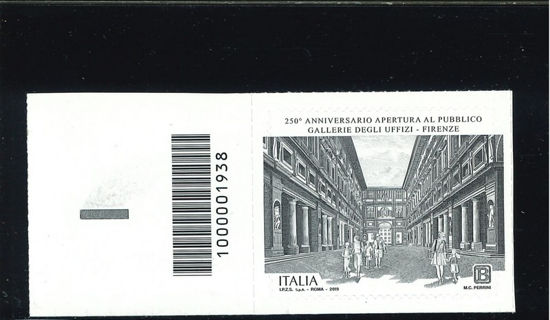 1000001938
250° ANNIVERSARIO APERTURA AL PUBBLICO
GALLERIE DEGLI UFFIZI - FIRENZE
ITALIA B
I.P.Z.S. S.p.A. - ROMA - 2019 M.C. PERRINI